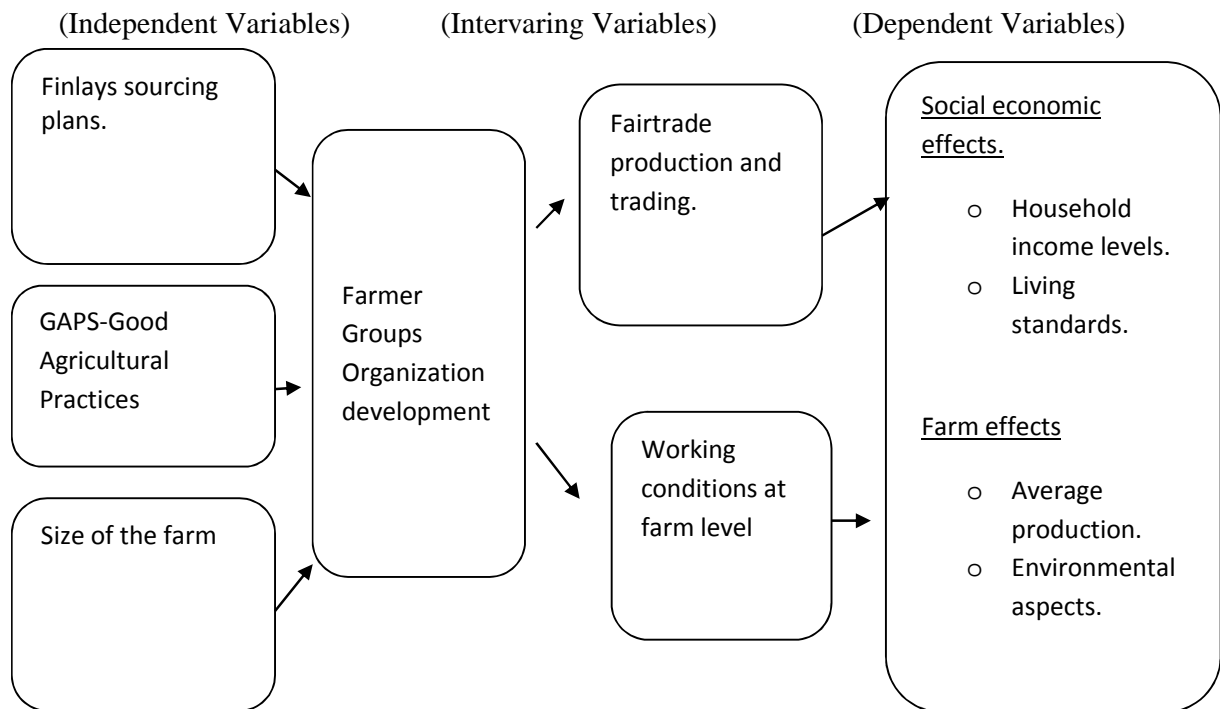 (Independent Variables) (Intervaring Variables) (Dependent Variables)
Finlays sourcing
plans.
GAPS-Good
Agricultural
Practices
Size of the farm
Farmer
Groups
Organization
development
Fairtrade
production and
trading.
Working
conditions at
farm level
Social economic
effects.
o Household
income levels.
o Living
standards.
Farm effects
o Average
production.
o Environmental
aspects.